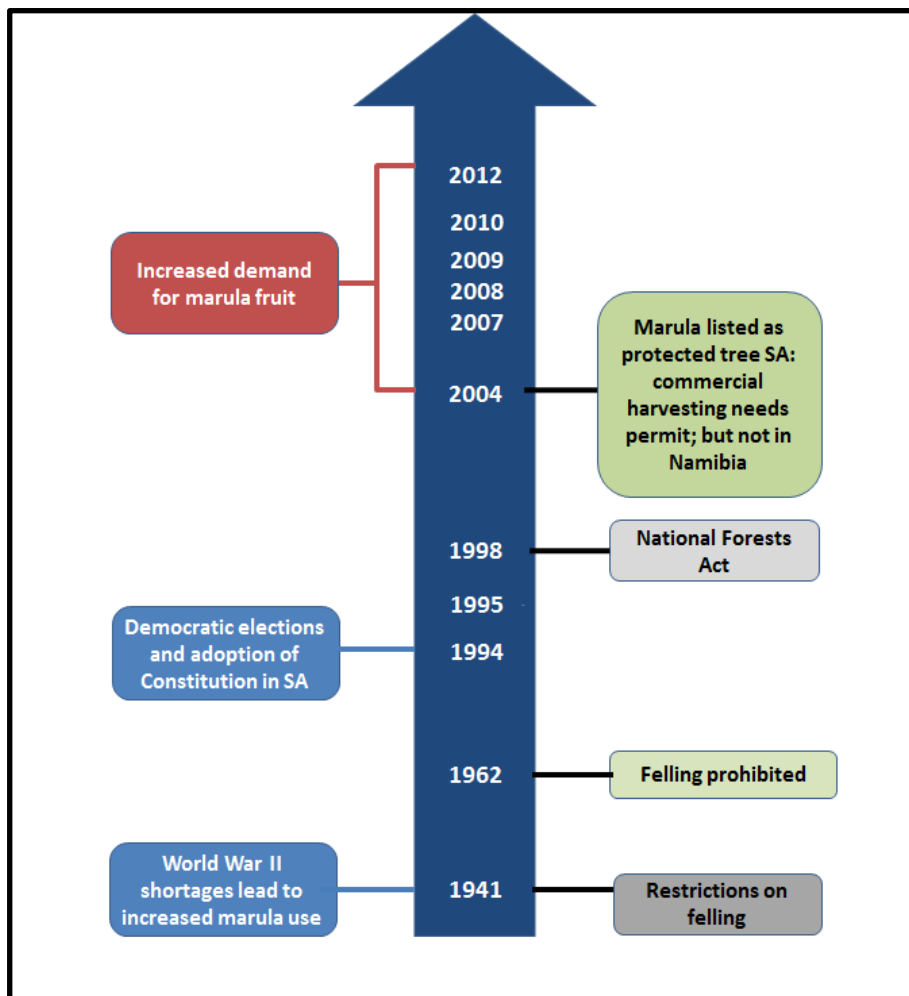 2012
2010
2009
2008
2007
2004
1998
1995
1994
1962
1941
Increased demand
for marula fruit
Marula listed as
protected tree SA:
commercial
harvesting needs
permit; but not in
Namibia
National Forests
Act
Democratic elections
and adoption of
Constitution in SA
Felling prohibited
World War II
shortages lead to
increased marula use
Restrictions on
felling